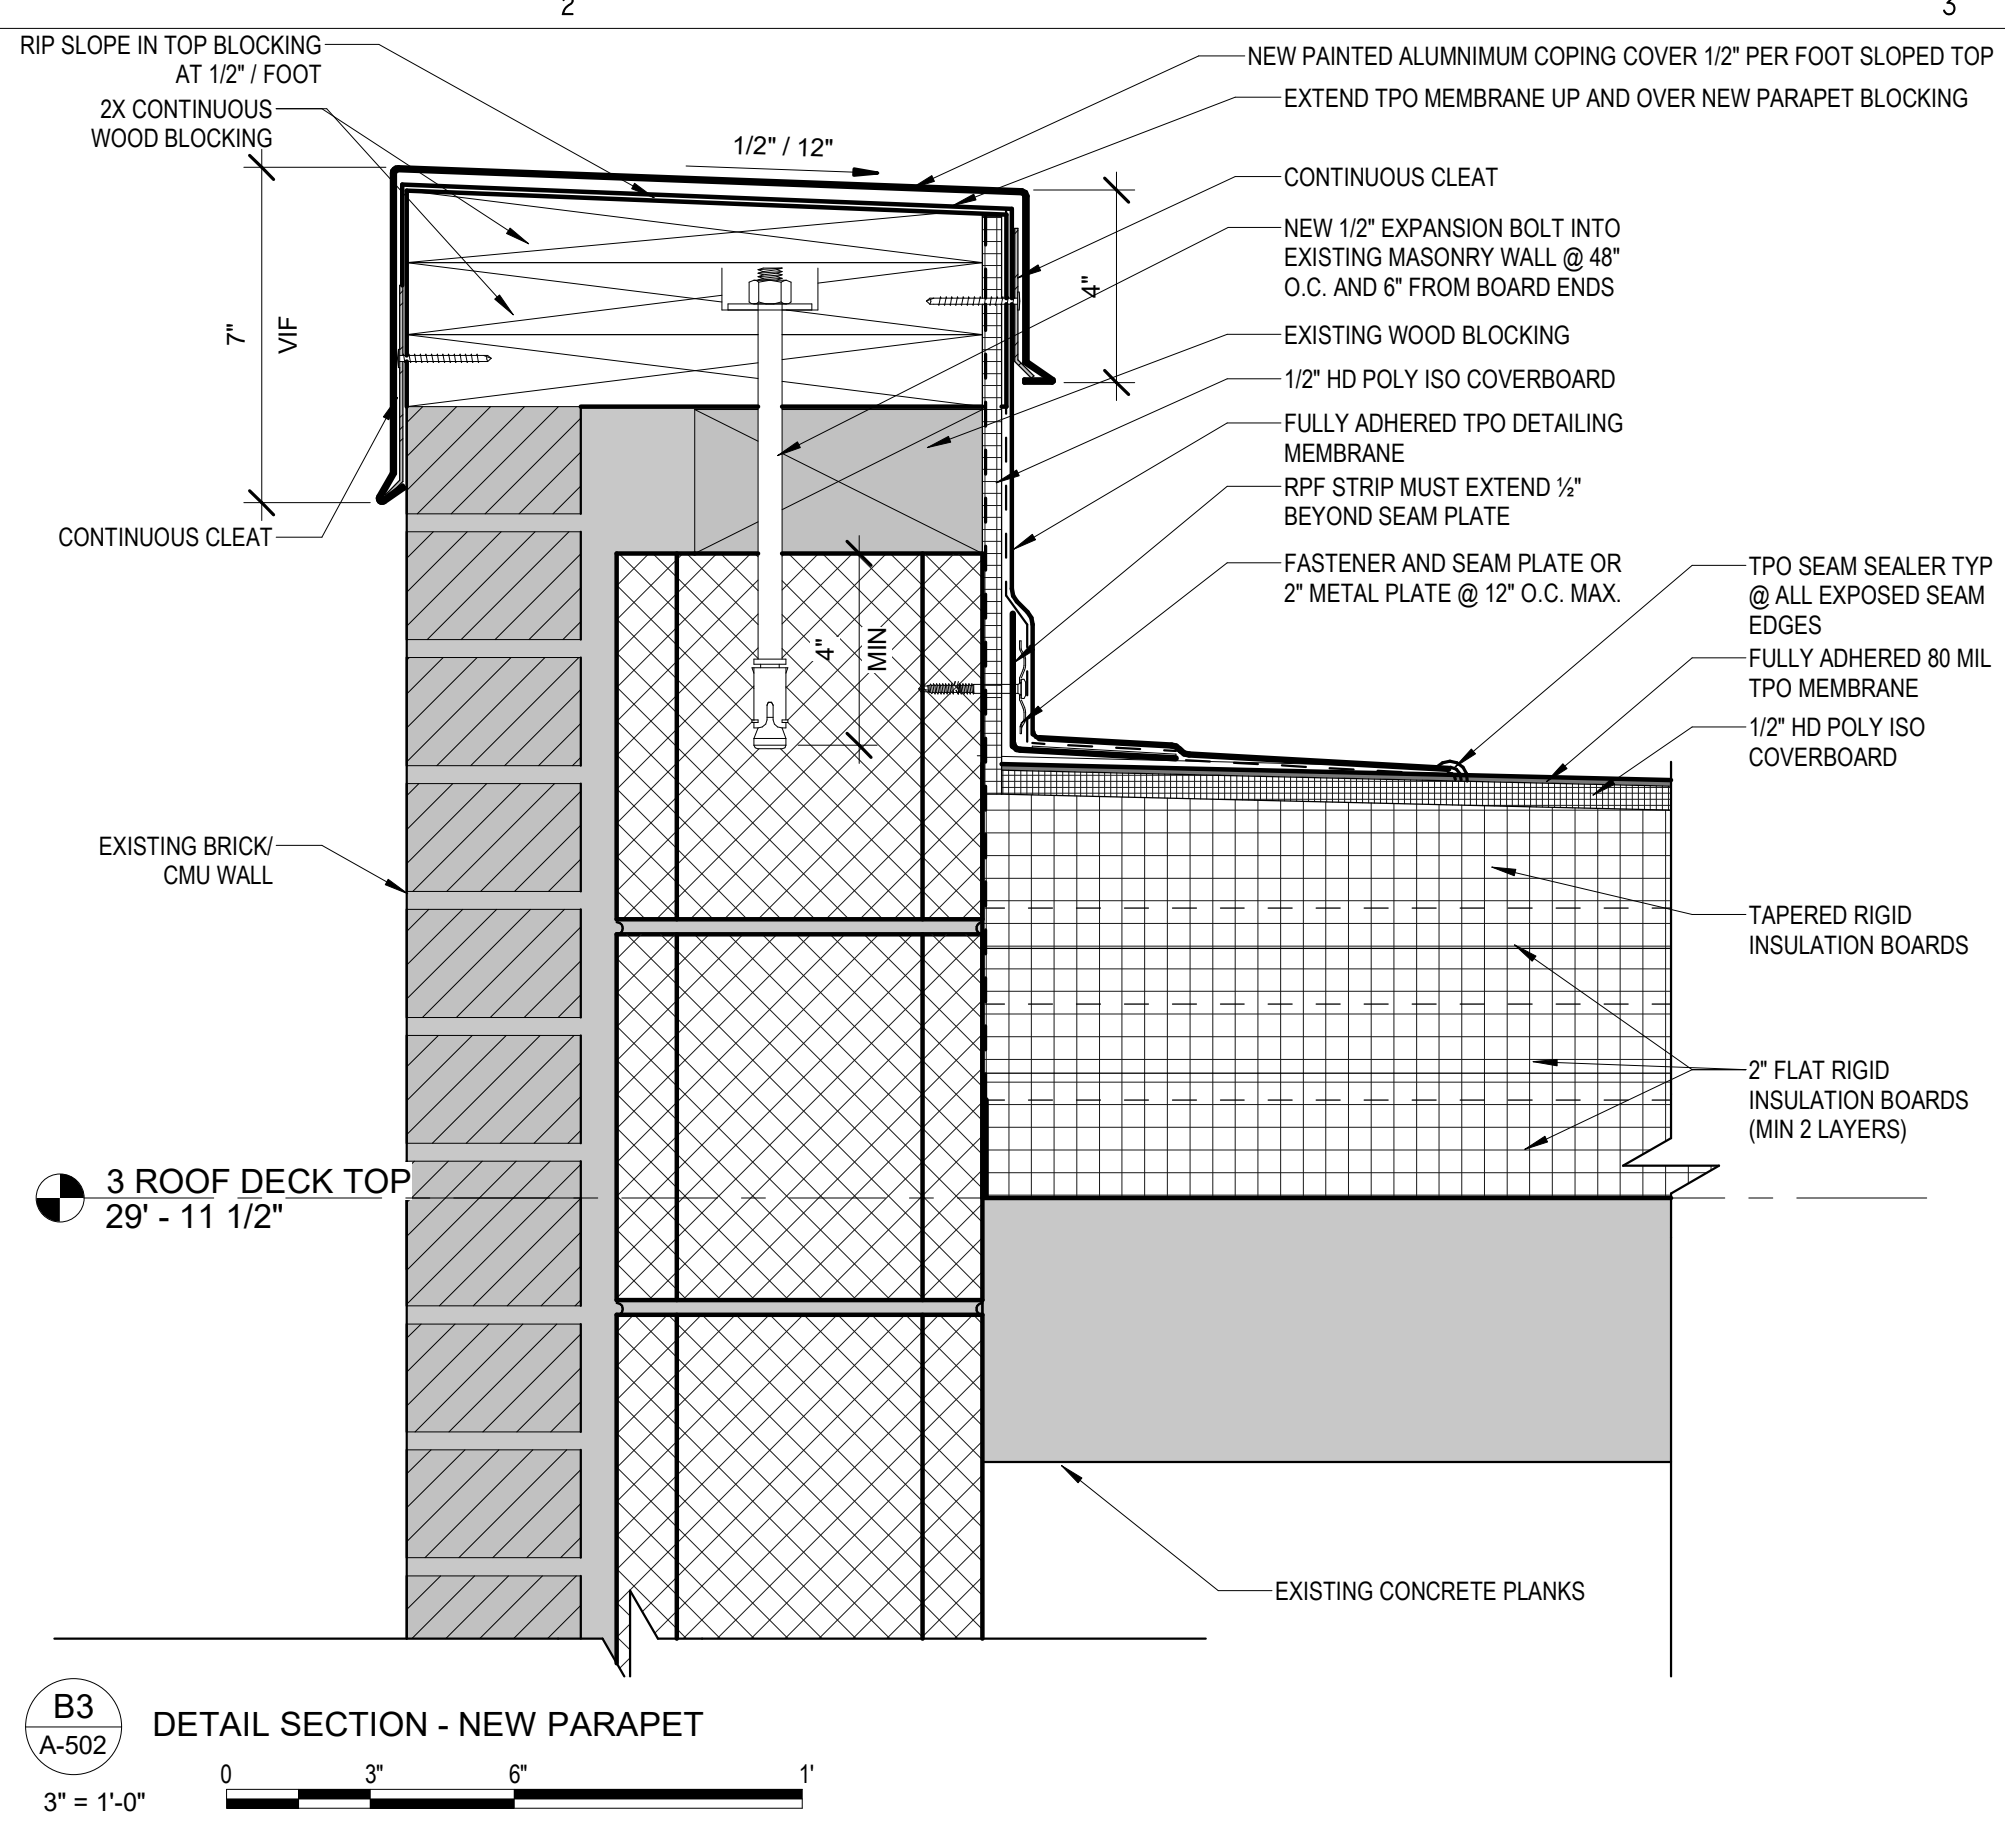 2
3
RIP SLOPE IN TOP BLOCKING
AT 1/2" / FOOT
2X CONTINUOUS
WOOD BLOCKING
1/2" / 12"
7"
VIF
CONTINUOUS CLEAT
EXISTING BRICK/
CMU WALL
NEW PAINTED ALUMNIMUM COPING COVER 1/2" PER FOOT SLOPED TOP
EXTEND TPO MEMBRANE UP AND OVER NEW PARAPET BLOCKING
CONTINUOUS CLEAT
NEW 1/2" EXPANSION BOLT INTO
EXISTING MASONRY WALL @ 48"
O.C. AND 6" FROM BOARD ENDS
4"
EXISTING WOOD BLOCKING
1/2" HD POLY ISO COVERBOARD
FULLY ADHERED TPO DETAILING
MEMBRANE
RPF STRIP MUST EXTEND ½"
BEYOND SEAM PLATE
FASTENER AND SEAM PLATE OR
2" METAL PLATE @ 12" O.C. MAX.
4"
MIN
TPO SEAM SEALER TYP
@ ALL EXPOSED SEAM
EDGES
FULLY ADHERED 80 MIL
TPO MEMBRANE
1/2" HD POLY ISO
COVERBOARD
TAPERED RIGID
INSULATION BOARDS
2" FLAT RIGID
INSULATION BOARDS
(MIN 2 LAYERS)
3 ROOF DECK TOP
29' - 11 1/2"
EXISTING CONCRETE PLANKS
B3
A-502
DETAIL SECTION - NEW PARAPET
3" = 1'-0"
0 3" 6" 1'